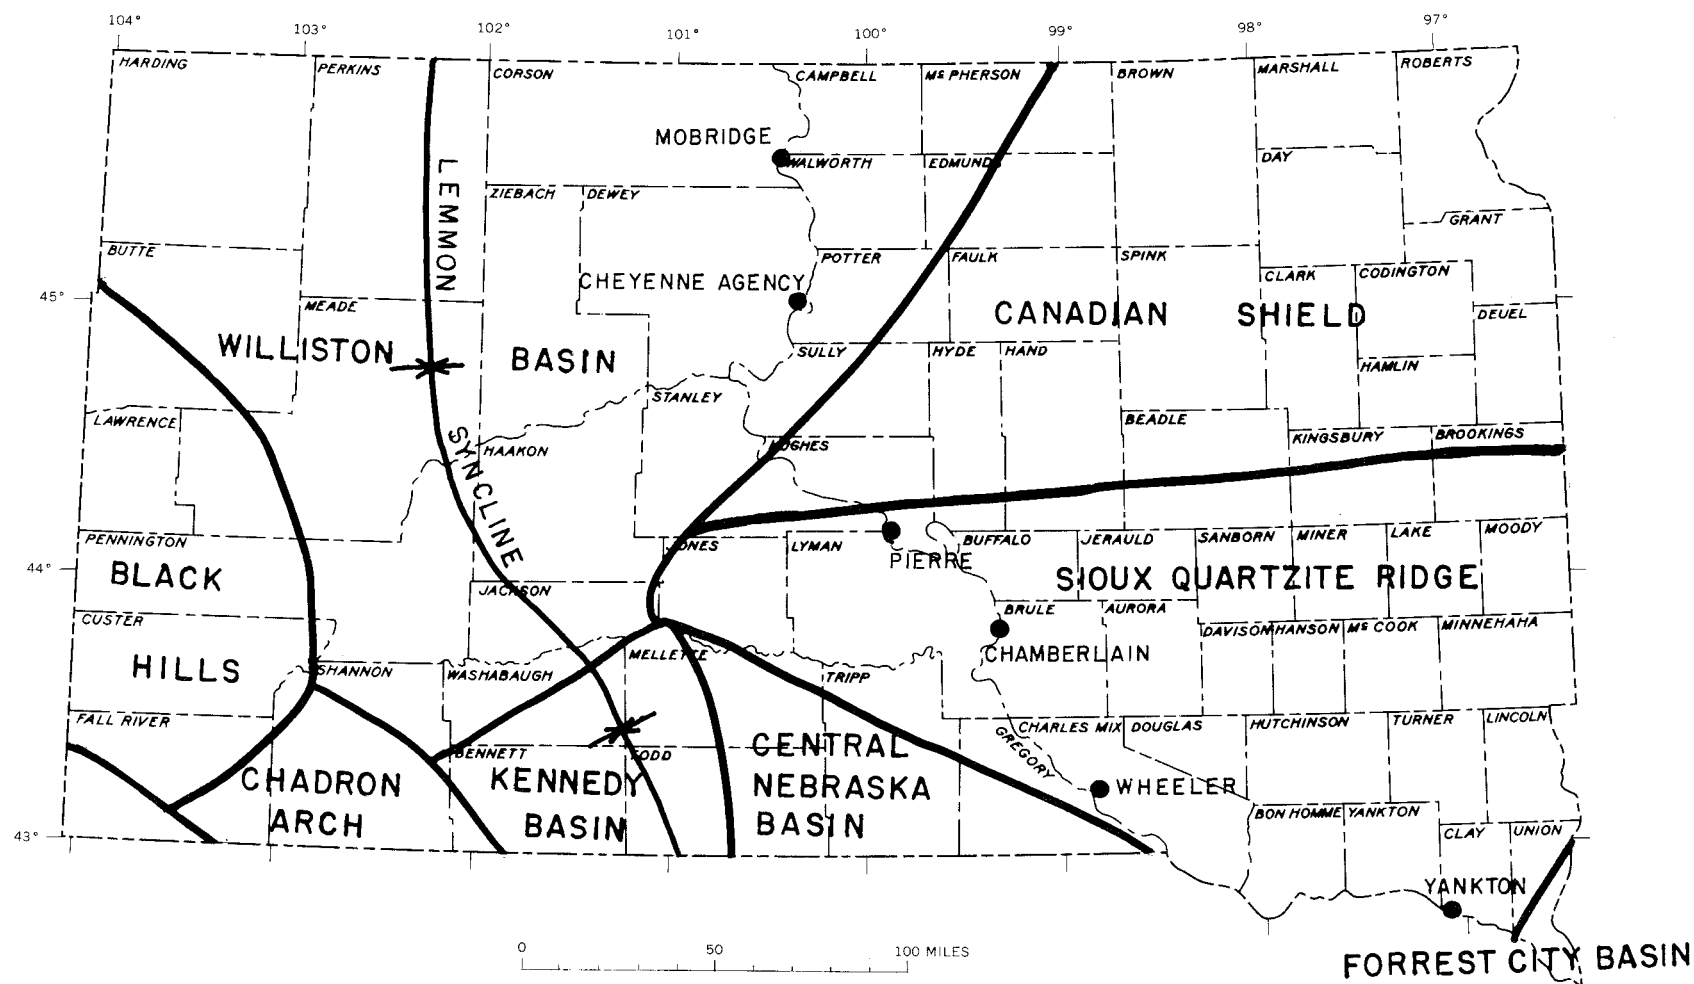 104° 103° 102° 101° 100° 99° 98° 97°
HARDING PERKINS CORSON CAMPBELL Mc PHERSON BROWN MARSHALL ROBERTS
MOBRIDGE
WALWORTH EDMUNDS DAY
LEMMON
ZIEBACH DEWEY GRANT
BUTTE POTTER FAULK SPINK
CLARK CODINGTON
CHEYENNE AGENCY
45°
MEADE
CANADIAN SHIELD
DEUEL
WILLISTON BASIN
SULLY HYDE HAND
HAMLIN
STANLEY
LAWRENCE BEADLE
SYNCLINE
HAAKON HUGHES KINGSBURY BROOKINGS
PENNINGTON JONES LYMAN BUFFALO JERAULD SANBORN MINER LAKE MOODY
PIERRE
44°
BLACK
SIOUX QUARTZITE RIDGE
JACKSON
BRULE AURORA
CUSTER DAVISON HANSON Mc COOK MINNEHAHA
CHAMBERLAIN
HILLS
SHANNON WASHABAUGH MELLETTE TRIPP
FALL RIVER CHARLES MIX DOUGLAS HUTCHINSON TURNER LINCOLN
GREGORY
BENNETT TODD
CENTRAL
CHADRON KENNEDY NEBRASKA
WHEELER
ARCH BASIN BASIN
BON HOMME YANKTON
43°
CLAY UNION
YANKTON
0 50 100 MILES
FORREST CITY BASIN